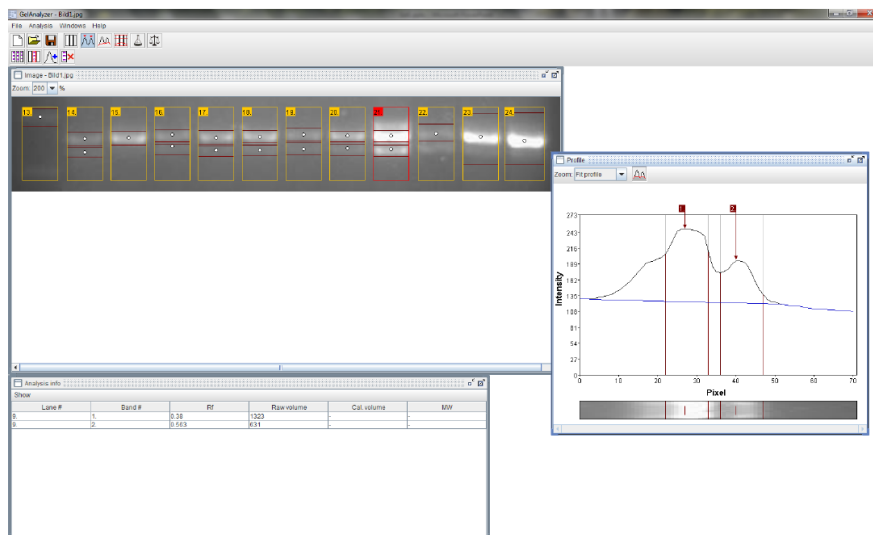 GelAnalyzer - Bild1.jpg
File Analysis Windows Help
Image - Bild1.jpg
Zoom: 200 %
13. 14. 15. 16. 17. 18. 19. 20. 21. 22. 23. 24.
Profile
Zoom: Fit profile
1 2
273
243
216
189
162
135
108
81
54
27
0
Intensity
0 10 20 30 40 50 60 70
Pixel
Analysis info
Show
Lane # Band # Rf Raw volume Cal. volume MW
9. 1. 0.38 1323 - -
9. 2. 0.563 631 - -